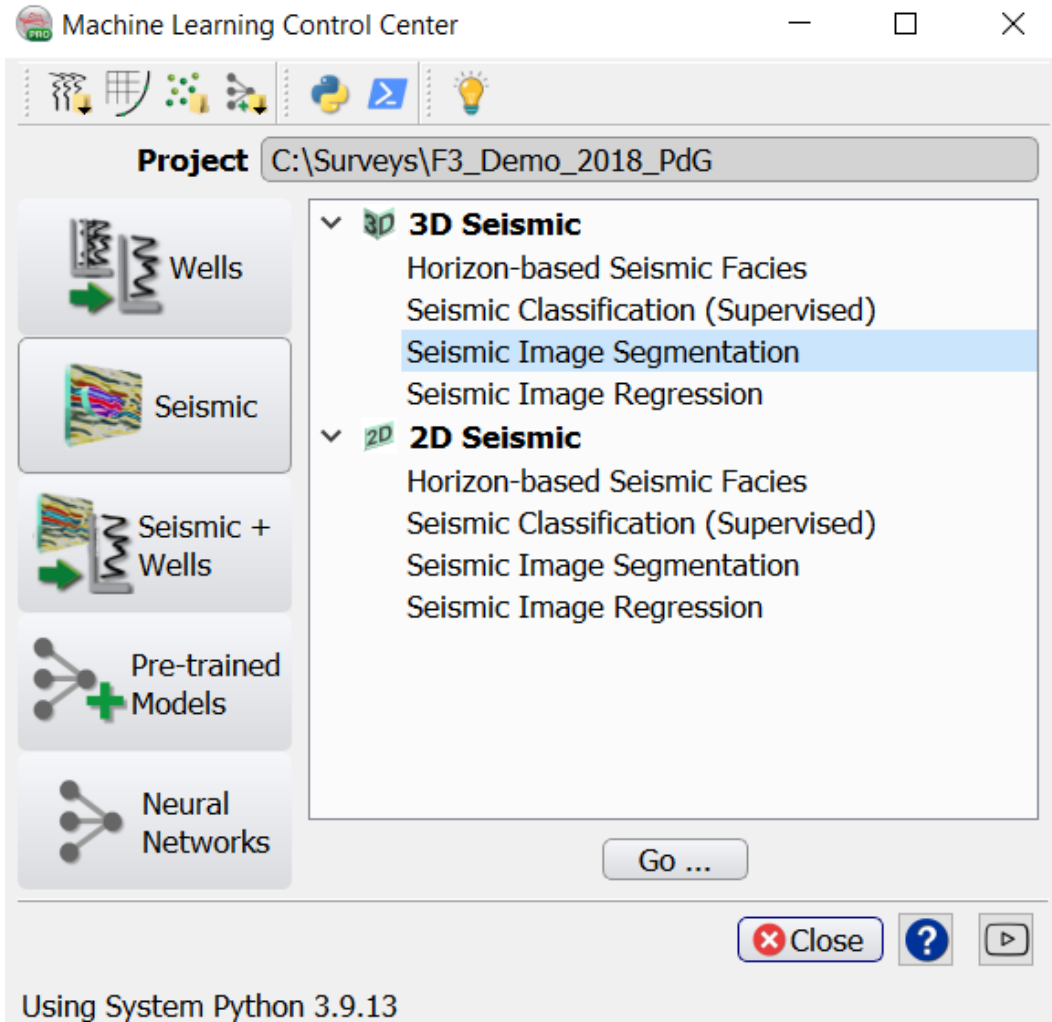 Machine Learning Control Center
Project C:\Surveys\F3_Demo_2018_PdG
Wells
Seismic
Seismic +
Wells
Pre-trained
Models
Neural
Networks
3D 3D Seismic
Horizon-based Seismic Facies
Seismic Classification (Supervised)
Seismic Image Segmentation
Seismic Image Regression
2D 2D Seismic
Horizon-based Seismic Facies
Seismic Classification (Supervised)
Seismic Image Segmentation
Seismic Image Regression
Go ...
Close ?
Using System Python 3.9.13